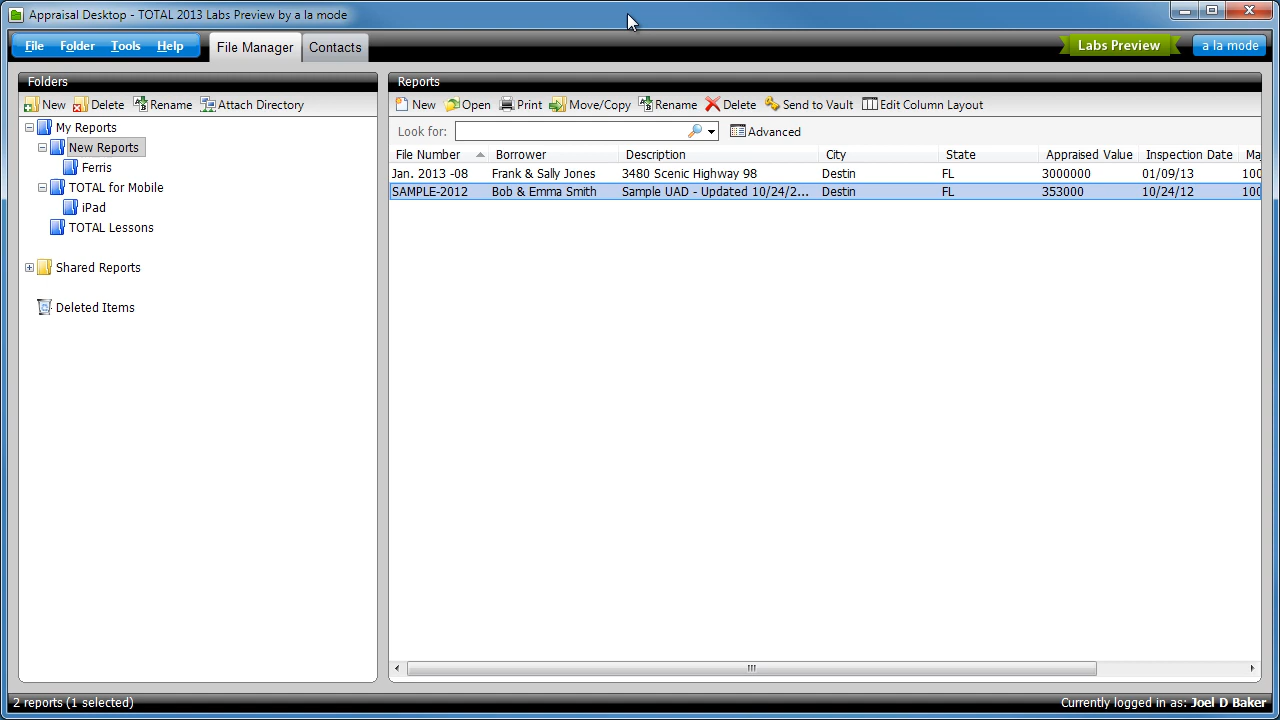 Appraisal Desktop - TOTAL 2013 Labs Preview by a la mode
File Folder Tools Help File Manager Contacts Labs Preview a la mode
Folders
New Delete Rename Attach Directory
My Reports
New Reports
Ferris
TOTAL for Mobile
iPad
TOTAL Lessons
Shared Reports
Deleted Items
Reports
New Open Print Move/Copy Rename Delete Send to Vault Edit Column Layout
Look for: Advanced
File Number Borrower Description City State Appraised Value Inspection Date Ma
Jan. 2013 -08 Frank & Sally Jones 3480 Scenic Highway 98 Destin FL 3000000 01/09/13 100
SAMPLE-2012 Bob & Emma Smith Sample UAD - Updated 10/24/2... Destin FL 353000 10/24/12 100
2 reports (1 selected) Currently logged in as: Joel D Baker